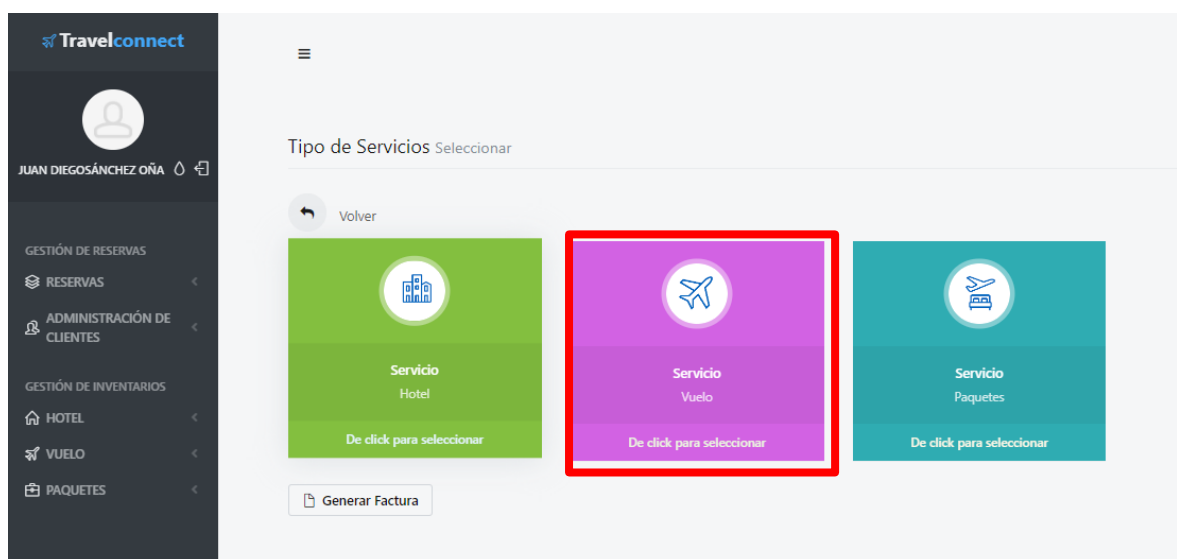 Travelconnect
JUAN DIEGOSÁNCHEZ OÑA
GESTIÓN DE RESERVAS
RESERVAS
ADMINISTRACIÓN DE
CLIENTES
GESTIÓN DE INVENTARIOS
HOTEL
VUELO
PAQUETES
Tipo de Servicios Seleccionar
Volver
Servicio
Hotel
De click para seleccionar
Servicio
Vuelo
De click para seleccionar
Servicio
Paquetes
De click para seleccionar
Generar Factura